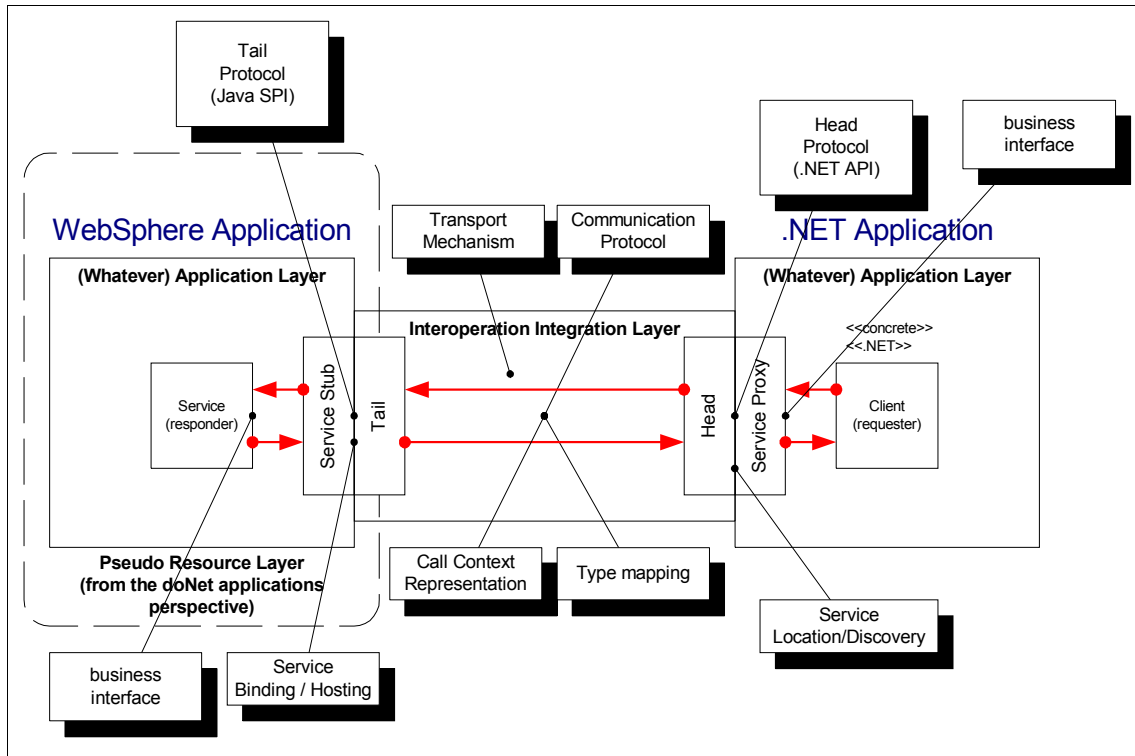 Tail
Protocol
(Java SPI)
Head
Protocol
(.NET API)
business
interface
WebSphere Application
Transport
Mechanism
Communication
Protocol
.NET Application
(Whatever) Application Layer
(Whatever) Application Layer
Interoperation Integration Layer
<<concrete>>
<<.NET>>
Service
(responder)
Service Stub
Tail
Head
Service Proxy
Client
(requester)
Pseudo Resource Layer
(from the doNet applications
perspective)
Call Context
Representation
Type mapping
Service
Location/Discovery
business
interface
Service
Binding / Hosting